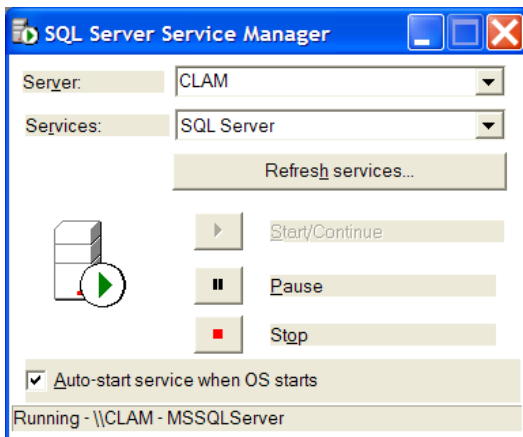 SQL Server Service Manager
Server: CLAM
Services: SQL Server
Refresh services...
Start/Continue
Pause
Stop
Auto-start service when OS starts
Running - \\CLAM - MSSQLServer